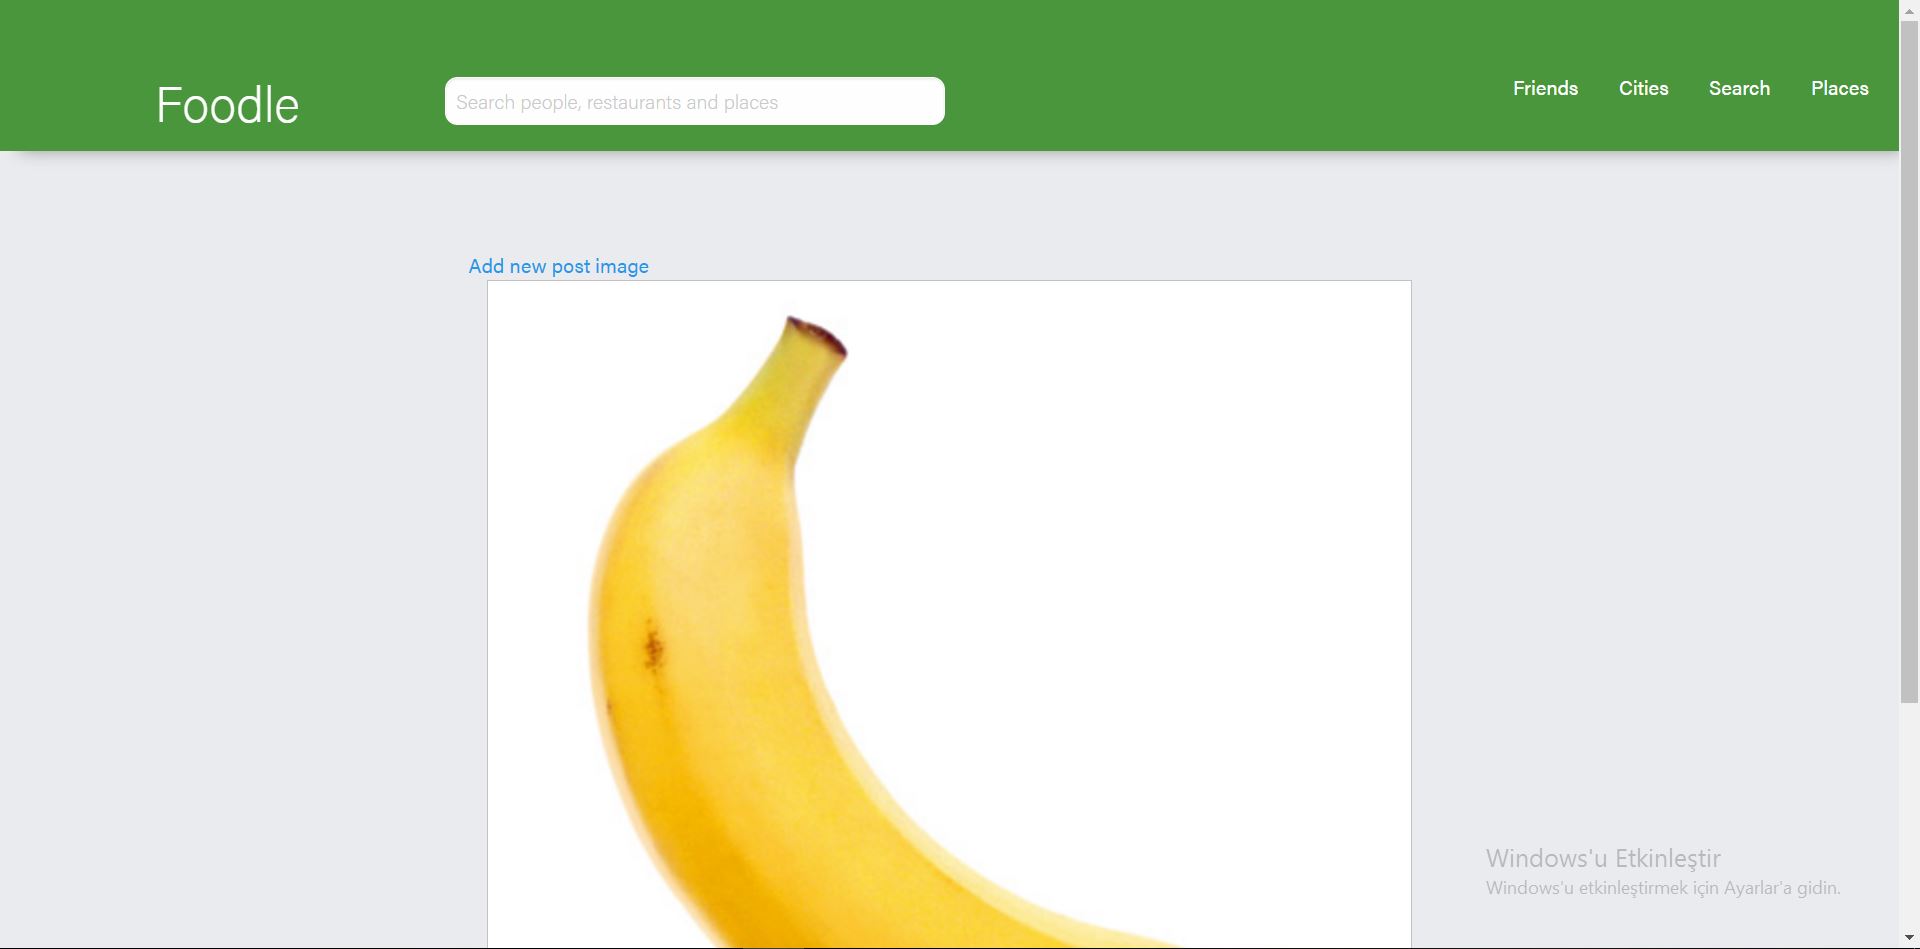 Foodle
Search people, restaurants and places
Friends Cities Search Places
Add new post image
Windows'u Etkinleştir
Windows'u etkinleştirmek için Ayarlar'a gidin.